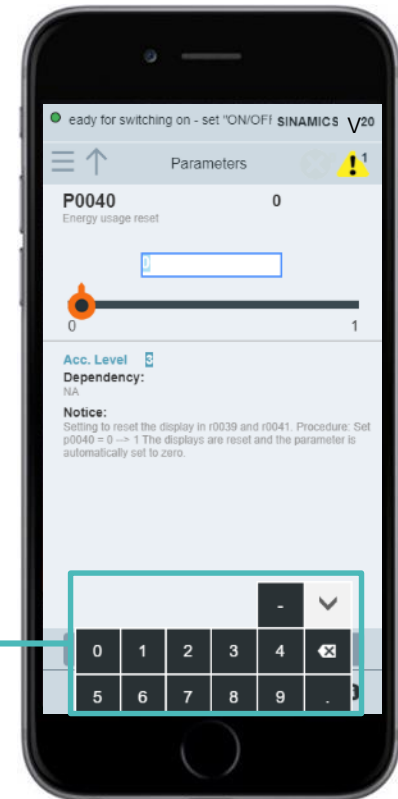 eady for switching on - set "ON/OFF SINAMICS V20
Parameters 1
P0040 0
Energy usage reset
0
0 1
Acc. Level 3
Dependency:
NA
Notice:
Setting to reset the display in r0039 and r0041. Procedure: Set
p0040 = 0 --> 1 The displays are reset and the parameter is
automatically set to zero.
-
0 1 2 3 4
5 6 7 8 9 .